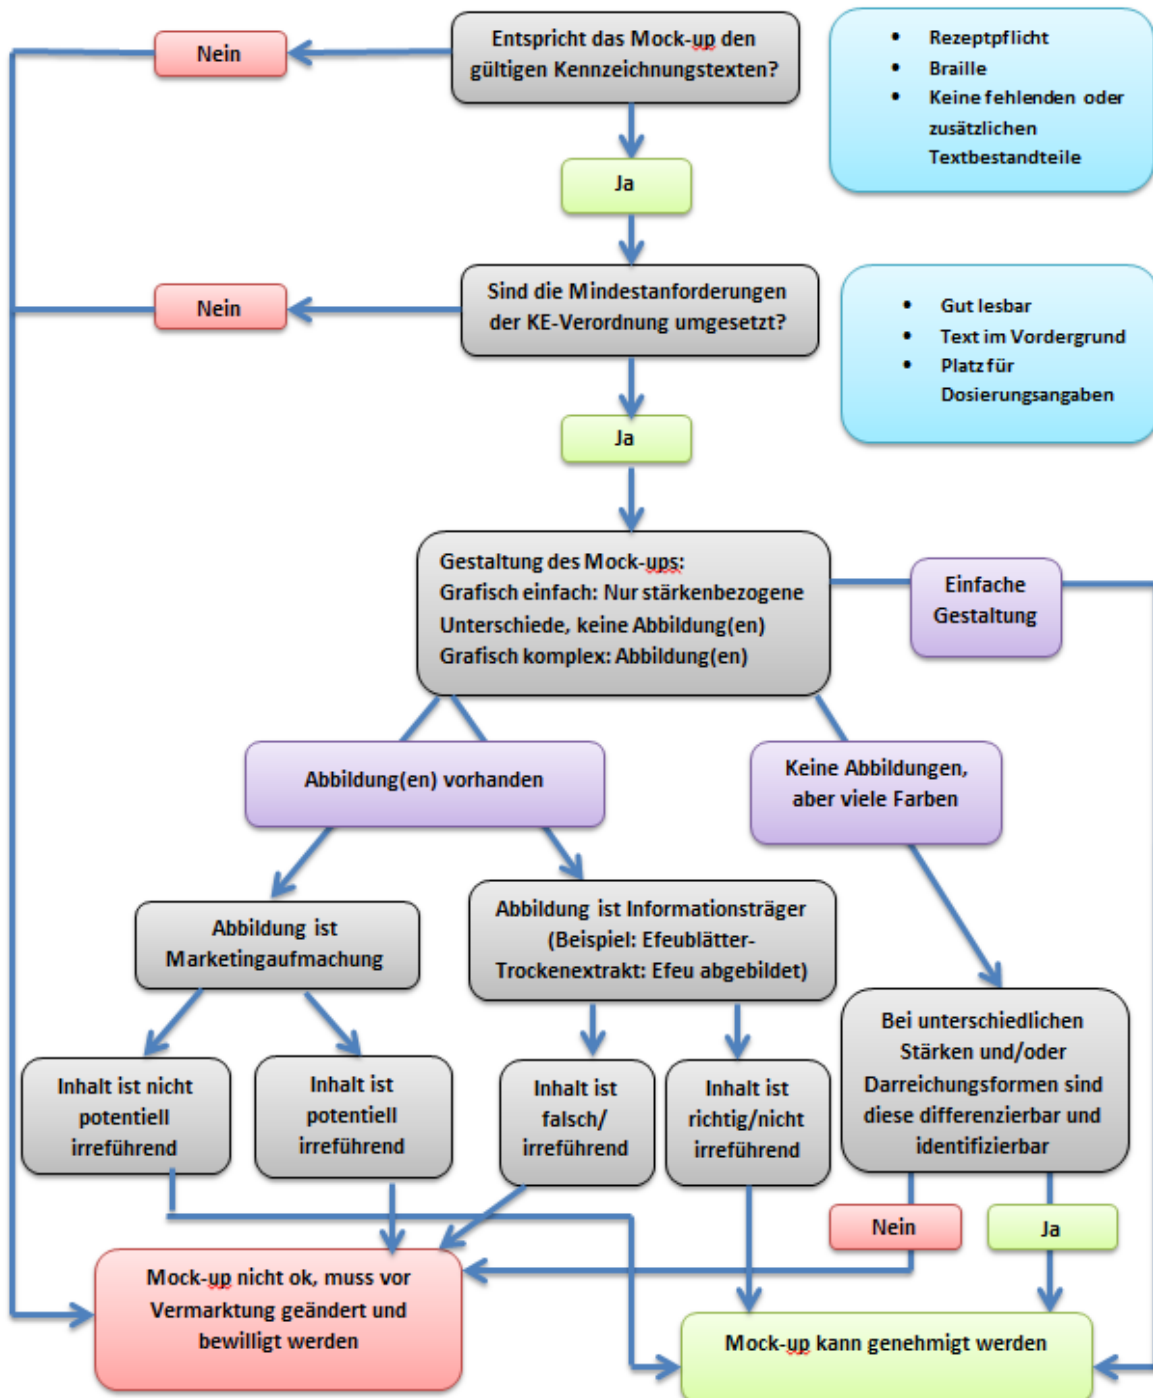 Nein
Entspricht das Mock-up den
gültigen Kennzeichnungstexten?
• Rezeptpflicht
• Braille
• Keine fehlenden oder
zusätzlichen
Textbestandteile
Ja
Nein
Sind die Mindestanforderungen
der KE-Verordnung umgesetzt?
• Gut lesbar
• Text im Vordergrund
• Platz für
Dosierungsangaben
Ja
Gestaltung des Mock-ups:
Grafisch einfach: Nur stärkenbezogene
Unterschiede, keine Abbildung(en)
Grafisch komplex: Abbildung(en)
Einfache
Gestaltung
Abbildung(en) vorhanden
Keine Abbildungen,
aber viele Farben
Abbildung ist
Marketingaufmachung
Abbildung ist Informationsträger
(Beispiel: Efeublätter-
Trockenextrakt: Efeu abgebildet)
Bei unterschiedlichen
Stärken und/oder
Darreichungsformen sind
diese differenzierbar und
identifizierbar
Inhalt ist nicht
potentiell
irreführend
Inhalt ist
potentiell
irreführend
Inhalt ist
falsch/
irreführend
Inhalt ist
richtig/nicht
irreführend
Nein
Ja
Mock-up nicht ok, muss vor
Vermarktung geändert und
bewilligt werden
Mock-up kann genehmigt werden